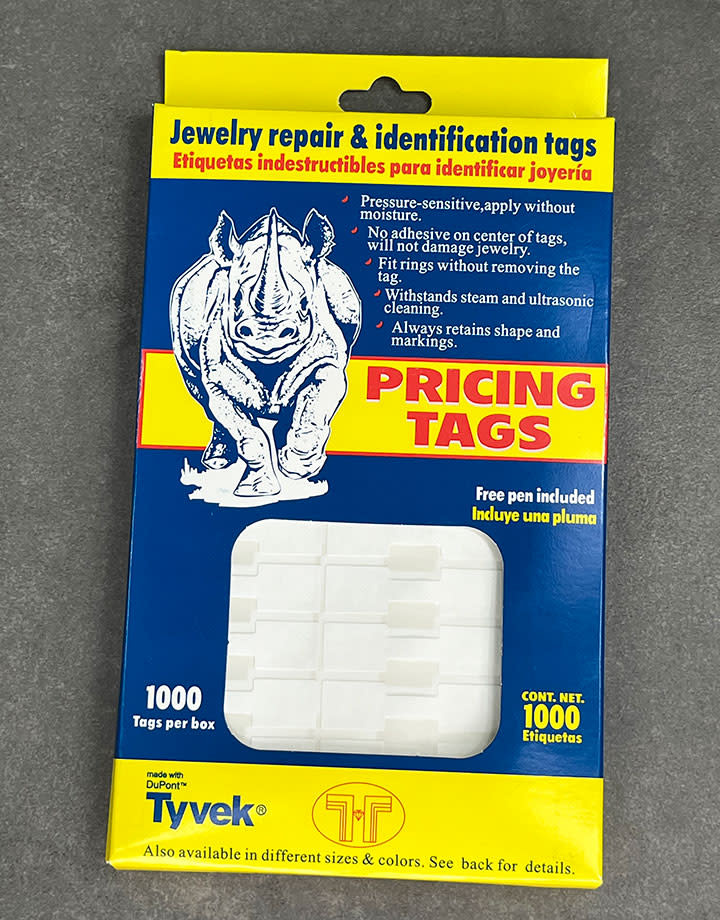 Jewelry repair & identification tags
Etiquetas indestructibles para identificar joyería
Pressure-sensitive,apply without
moisture.
No adhesive on center of tags,
will not damage jewelry.
Fit rings without removing the
tag.
Withstands steam and ultrasonic
cleaning.
Always retains shape and
markings.
PRICING
TAGS
Free pen included
Incluye una pluma
1000
Tags per box
CONT. NET.
1000
Etiquetas
made with
DuPont™
Tyvek®
Also available in different sizes & colors. See back for details.